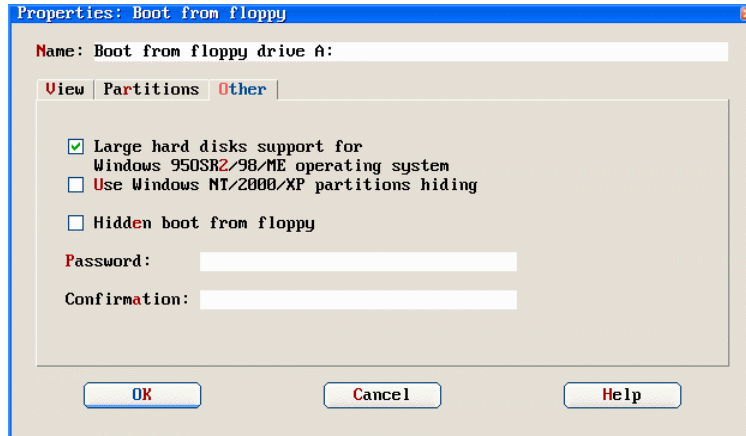 Properties: Boot from floppy
Name: Boot from floppy drive A:
View Partitions Other
Large hard disks support for
Windows 95OSR2/98/ME operating system
Use Windows NT/2000/XP partitions hiding
Hidden boot from floppy
Password:
Confirmation:
OK Cancel Help